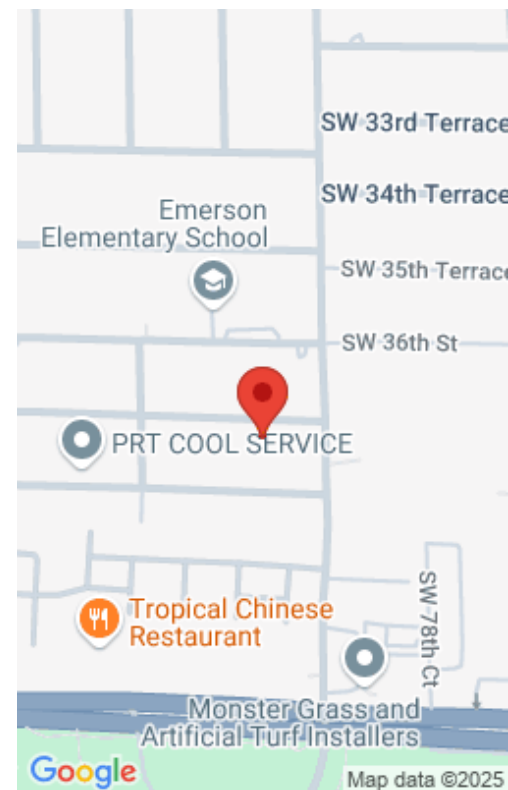 SW 33rd Terrace
SW 34th Terrace
Emerson
Elementary School
SW 35th Terrace
SW 36th St
PRT COOL SERVICE
Tropical Chinese
Restaurant
SW 78th Ct
Monster Grass and
Artificial Turf Installers
Google
Map data ©2025